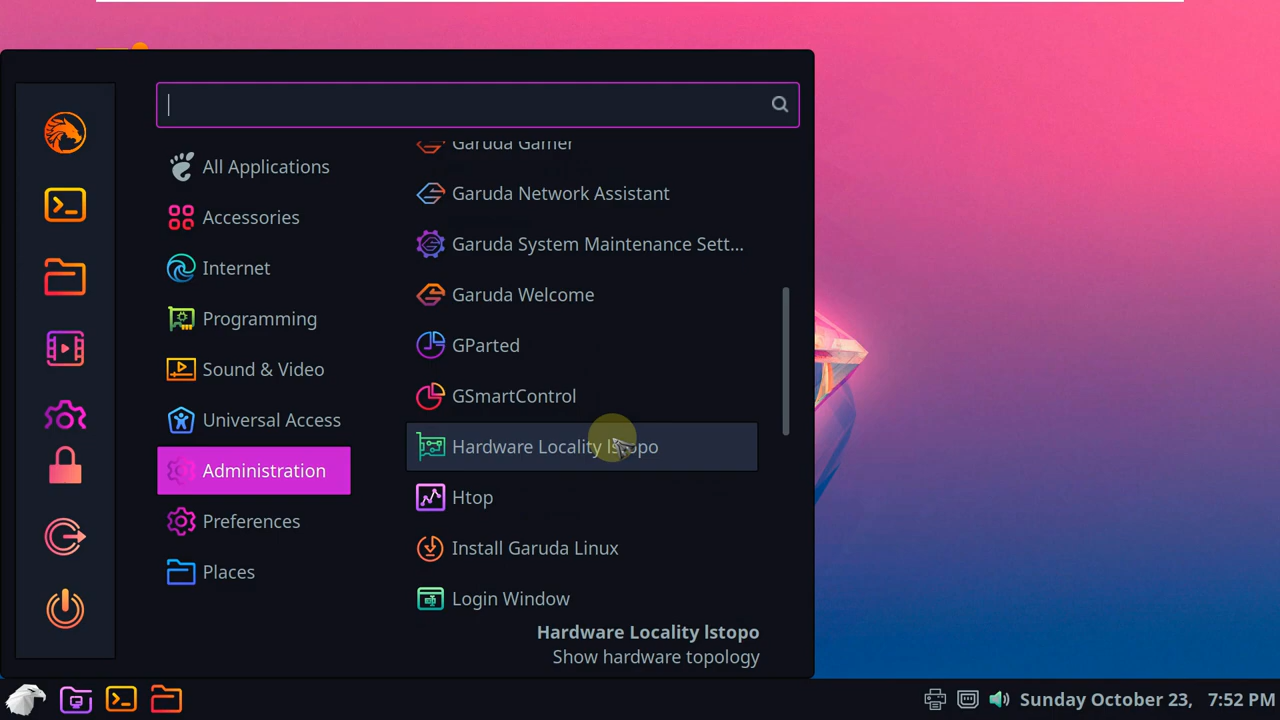 All Applications
Accessories
Internet
Programming
Sound & Video
Universal Access
Administration
Preferences
Places
Garuda Gamer
Garuda Network Assistant
Garuda System Maintenance Sett...
Garuda Welcome
GParted
GSmartControl
Hardware Locality lstopo
Htop
Install Garuda Linux
Login Window
Hardware Locality lstopo
Show hardware topology
Sunday October 23, 7:52 PM